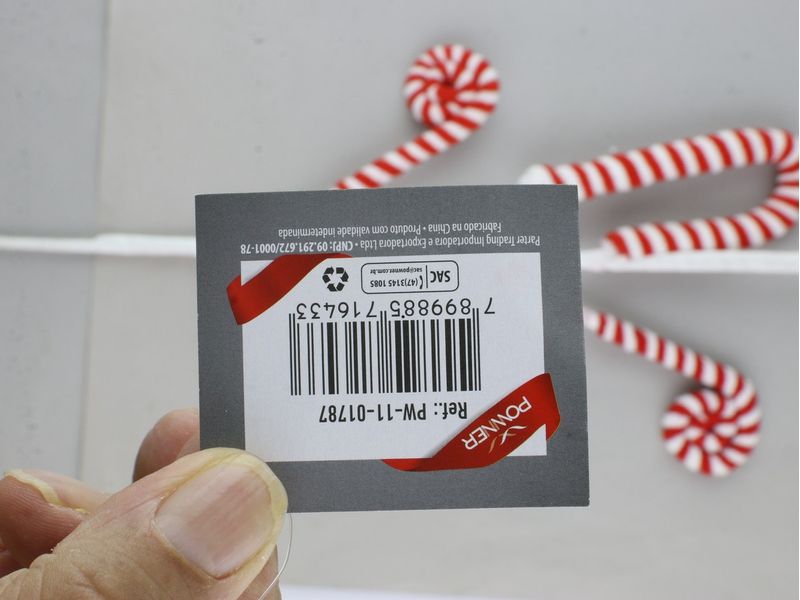 POWNER
Ref.: PW-11-01787
7 899885 716433
SAC (47)3145 1085
sac@powner.com.br
Parter Trading Importadora e Exportadora Ltda • CNPJ: 09.291.672/0001-78
Fabricado na China • Produto com validade indeterminada